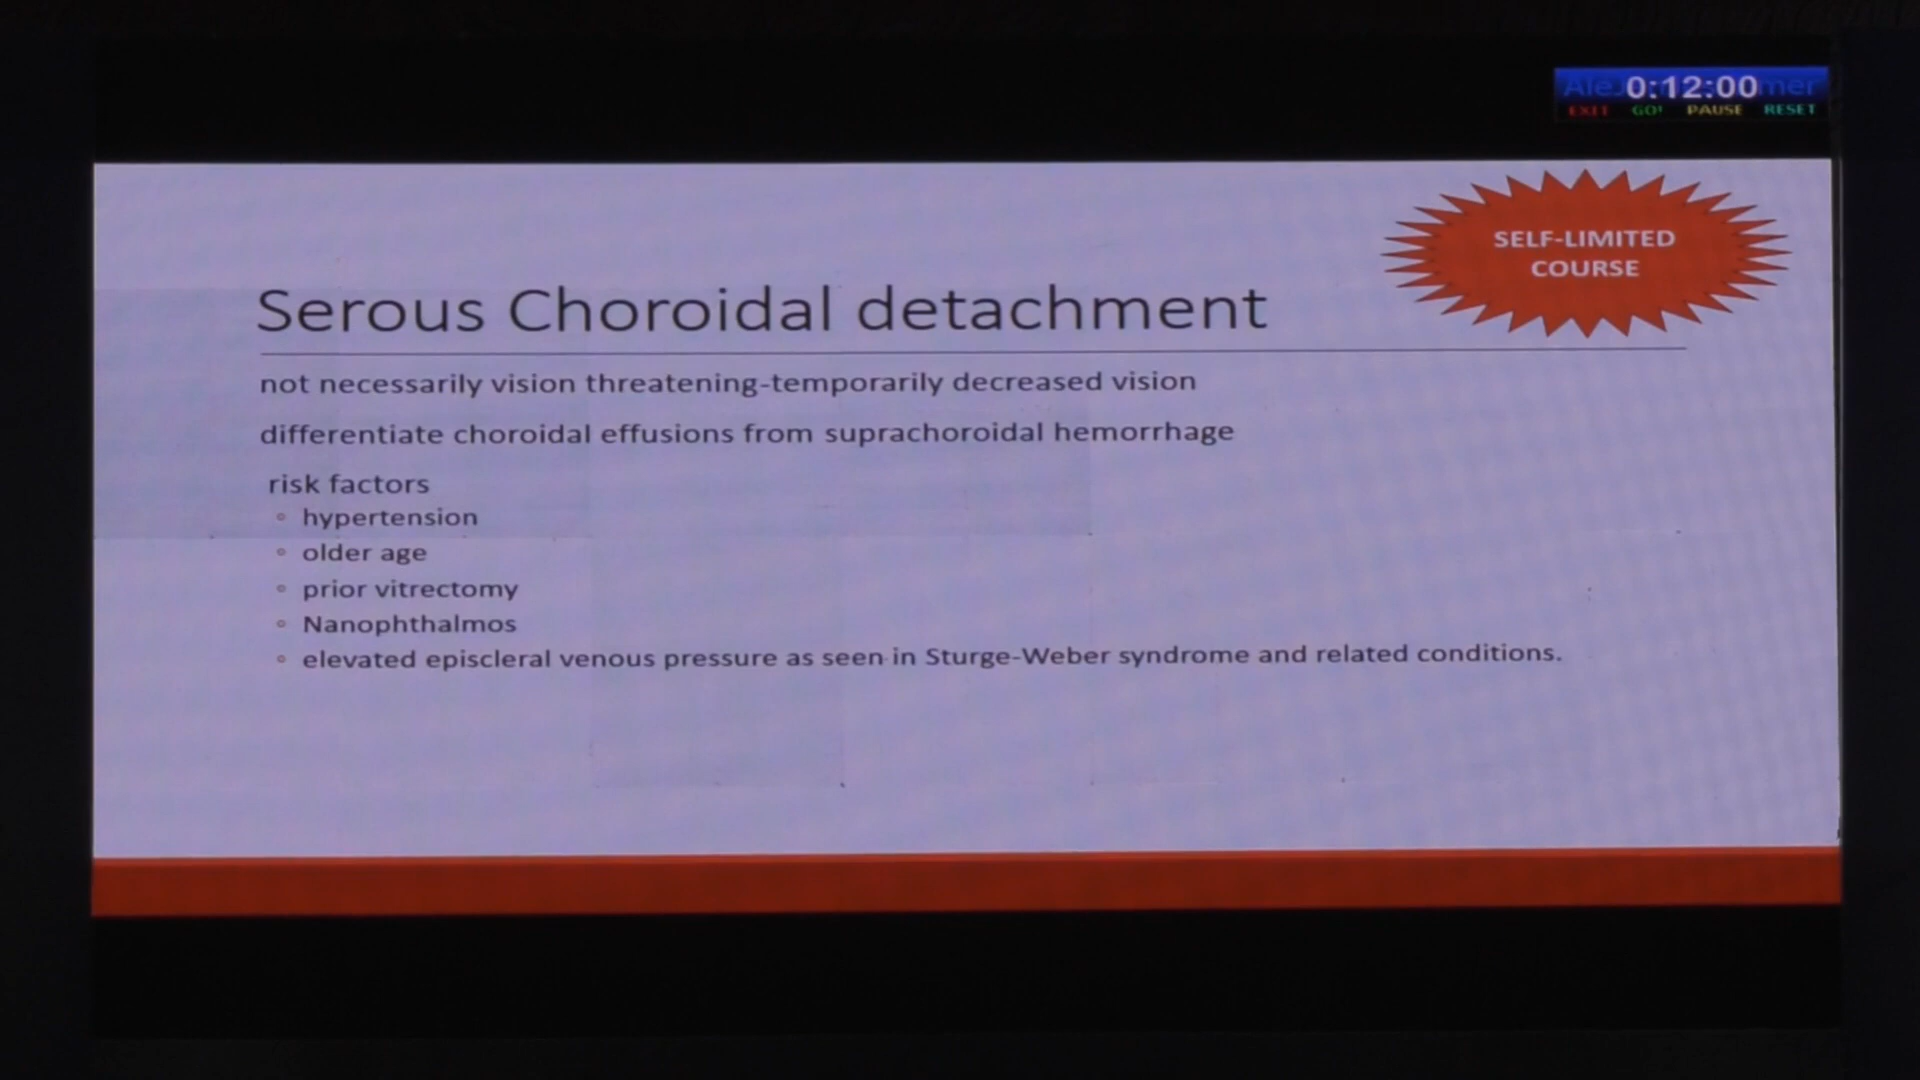 0:12:00
EXIT GO! PAUSE RESET
SELF-LIMITED
COURSE
Serous Choroidal detachment
not necessarily vision threatening-temporarily decreased vision
differentiate choroidal effusions from suprachoroidal hemorrhage
risk factors
◦ hypertension
◦ older age
◦ prior vitrectomy
◦ Nanophthalmos
◦ elevated episcleral venous pressure as seen in Sturge-Weber syndrome and related conditions.